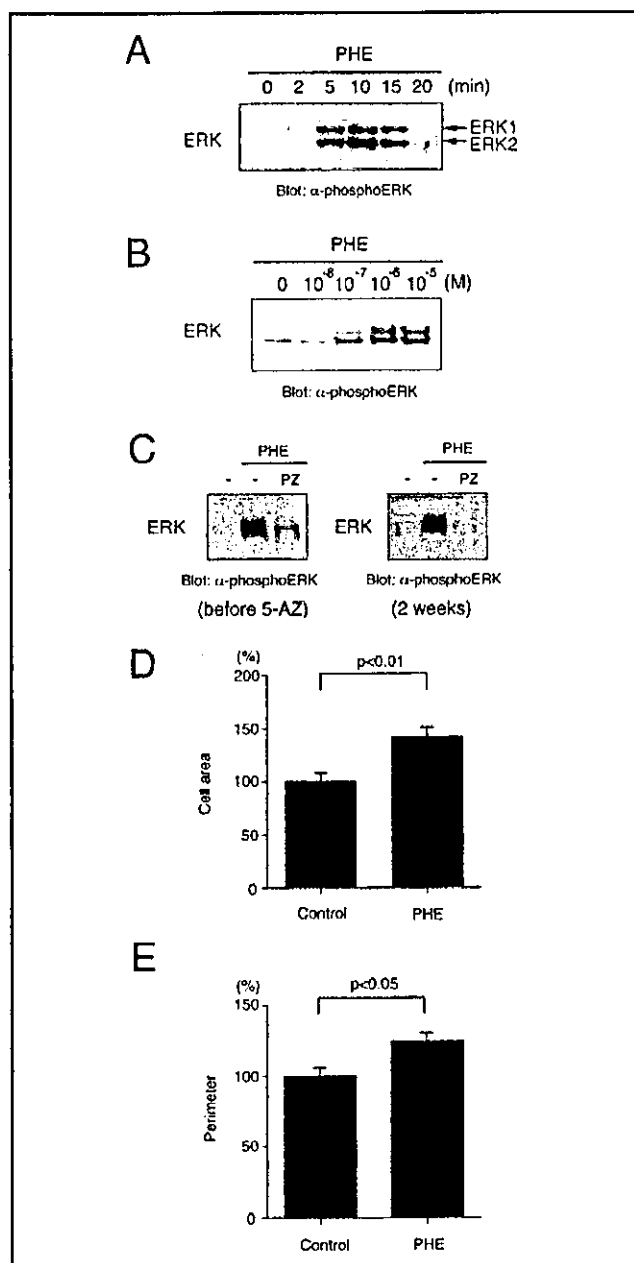 A
PHE
0 2 5 10 15 20 (min)
ERK
ERK1
ERK2
Blot: α-phosphoERK
B
PHE
0 10⁻⁸ 10⁻⁷ 10⁻⁶ 10⁻⁵ (M)
ERK
Blot: α-phosphoERK
C
PHE
- - PZ
ERK
Blot: α-phosphoERK
(before 5-AZ)
PHE
- - PZ
ERK
Blot: α-phosphoERK
(2 weeks)
D
(%)
p<0.01
200
150
100
50
0
Cell area
Control PHE
E
(%)
p<0.05
150
100
50
0
Perimeter
Control PHE